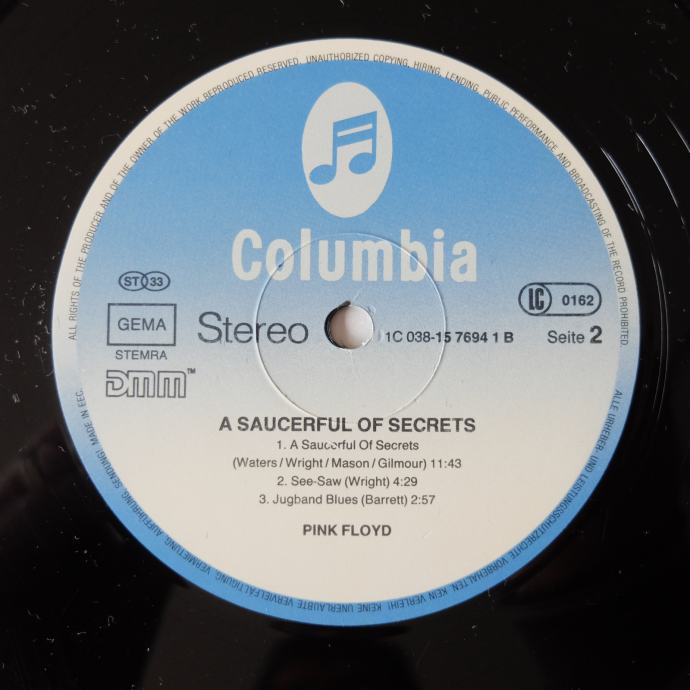 ALL RIGHTS OF THE PRODUCER AND OF THE OWNER OF THE WORK REPRODUCED RESERVED. UNAUTHORIZED COPYING, HIRING, LENDING, PUBLIC PERFORMANCE AND BROADCASTING OF THE RECORD PROHIBITED.
Columbia
ST 33
LC 0162
GEMA
STEMRA
Stereo
1C 038-15 7694 1 B
Seite 2
DMM™
A SAUCERFUL OF SECRETS
1. A Saucerful Of Secrets
(Waters/Wright/Mason/Gilmour) 11:43
2. See-Saw (Wright) 4:29
3. Jugband Blues (Barrett) 2:57
PINK FLOYD
ALLE URHEBER- UND LEISTUNGSSCHUTZRECHTE VORBEHALTEN. KEIN VERLEIH! KEINE UNERLAUBTE VERVIELFÄLTIGUNG, VERMIETUNG, AUFFÜHRUNG, SENDUNG! MADE IN EEC.